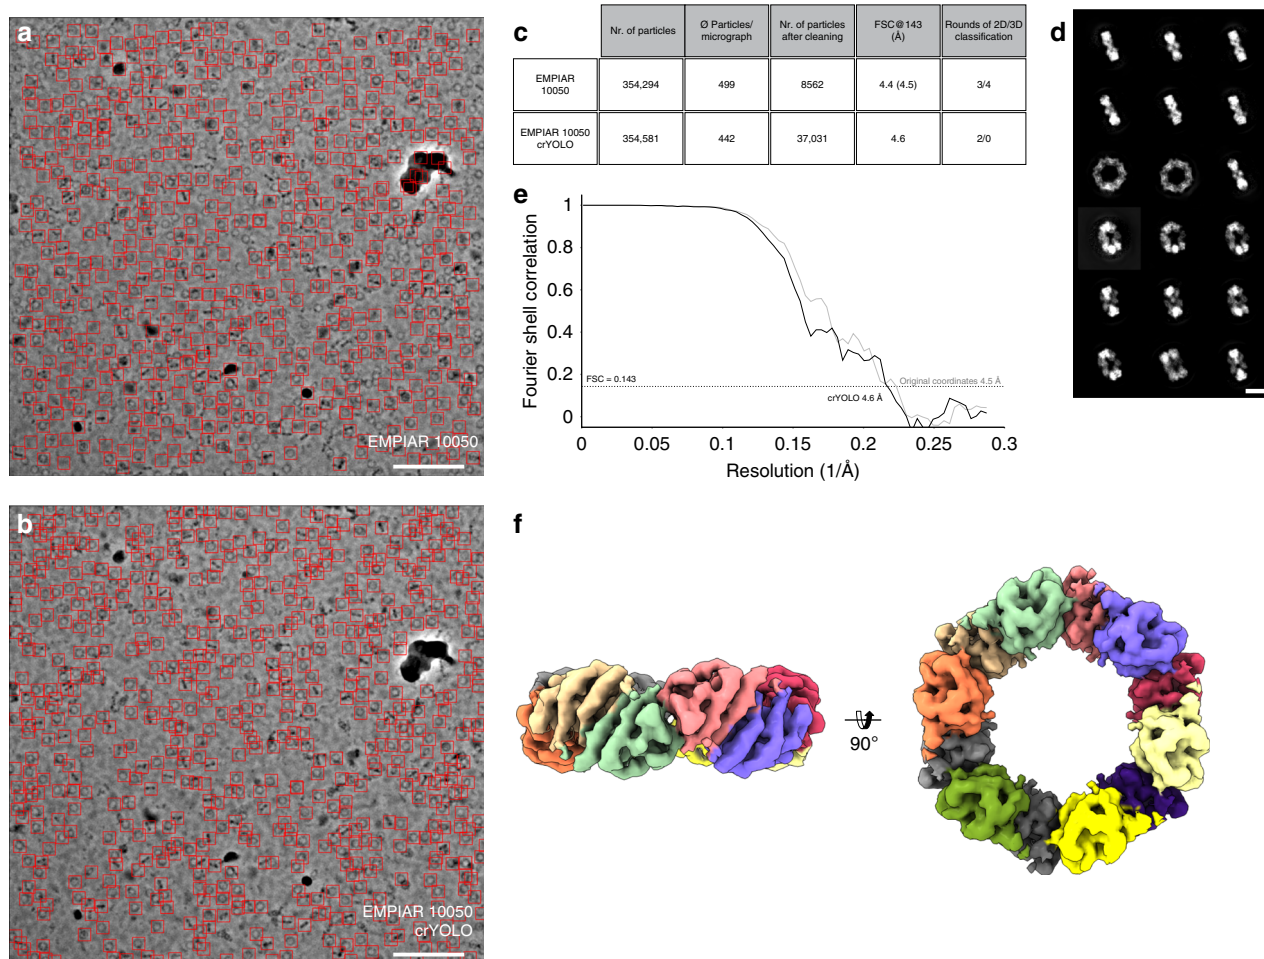 a
EMPIAR 10050
b
EMPIAR 10050
crYOLO
c
Nr. of particles
Ø Particles/
micrograph
Nr. of particles
after cleaning
FSC@143
(Å)
Rounds of 2D/3D
classification
EMPIAR
10050
354,294
499
8562
4.4 (4.5)
3/4
EMPIAR 10050
crYOLO
354,581
442
37,031
4.6
2/0
d
e
Fourier shell correlation
1
0.8
0.6
0.4
0.2
0
FSC = 0.143
Original coordinates 4.5 Å
crYOLO 4.6 Å
0
0.05
0.1
0.15
0.2
0.25
0.3
Resolution (1/Å)
f
90°